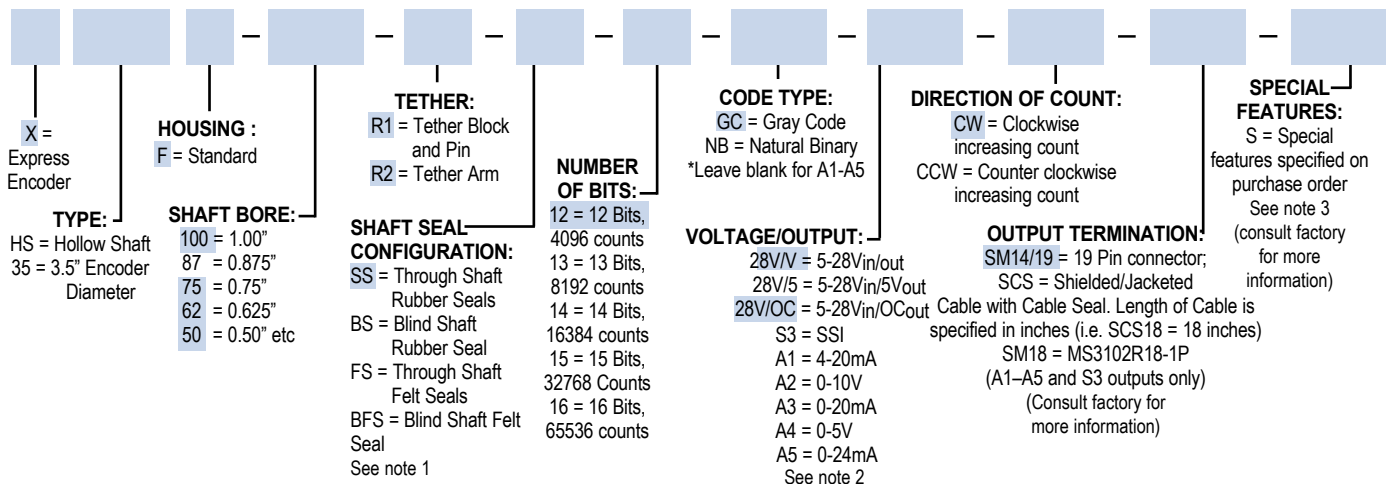 X =
Express
Encoder
TYPE:
HS = Hollow Shaft
35 = 3.5” Encoder
Diameter
HOUSING :
F = Standard
SHAFT BORE:
100 = 1.00”
87 = 0.875”
75 = 0.75”
62 = 0.625”
50 = 0.50” etc
TETHER:
R1 = Tether Block
and Pin
R2 = Tether Arm
SHAFT SEAL
CONFIGURATION:
SS = Through Shaft
Rubber Seals
BS = Blind Shaft
Rubber Seal
FS = Through Shaft
Felt Seals
BFS = Blind Shaft Felt
Seal
See note 1
NUMBER
OF BITS:
12 = 12 Bits,
4096 counts
13 = 13 Bits,
8192 counts
14 = 14 Bits,
16384 counts
15 = 15 Bits,
32768 Counts
16 = 16 Bits,
65536 counts
CODE TYPE:
GC = Gray Code
NB = Natural Binary
*Leave blank for A1-A5
VOLTAGE/OUTPUT:
28V/V = 5-28Vin/out
28V/5 = 5-28Vin/5Vout
28V/OC = 5-28Vin/OCout
S3 = SSI
A1 = 4-20mA
A2 = 0-10V
A3 = 0-20mA
A4 = 0-5V
A5 = 0-24mA
See note 2
DIRECTION OF COUNT:
CW = Clockwise
increasing count
CCW = Counter clockwise
increasing count
OUTPUT TERMINATION:
SM14/19 = 19 Pin connector;
SCS = Shielded/Jacketed
Cable with Cable Seal. Length of Cable is
specified in inches (i.e. SCS18 = 18 inches)
SM18 = MS3102R18-1P
(A1–A5 and S3 outputs only)
(Consult factory for
more information)
SPECIAL
FEATURES:
S = Special
features specified on
purchase order
See note 3
(consult factory
for more
information)